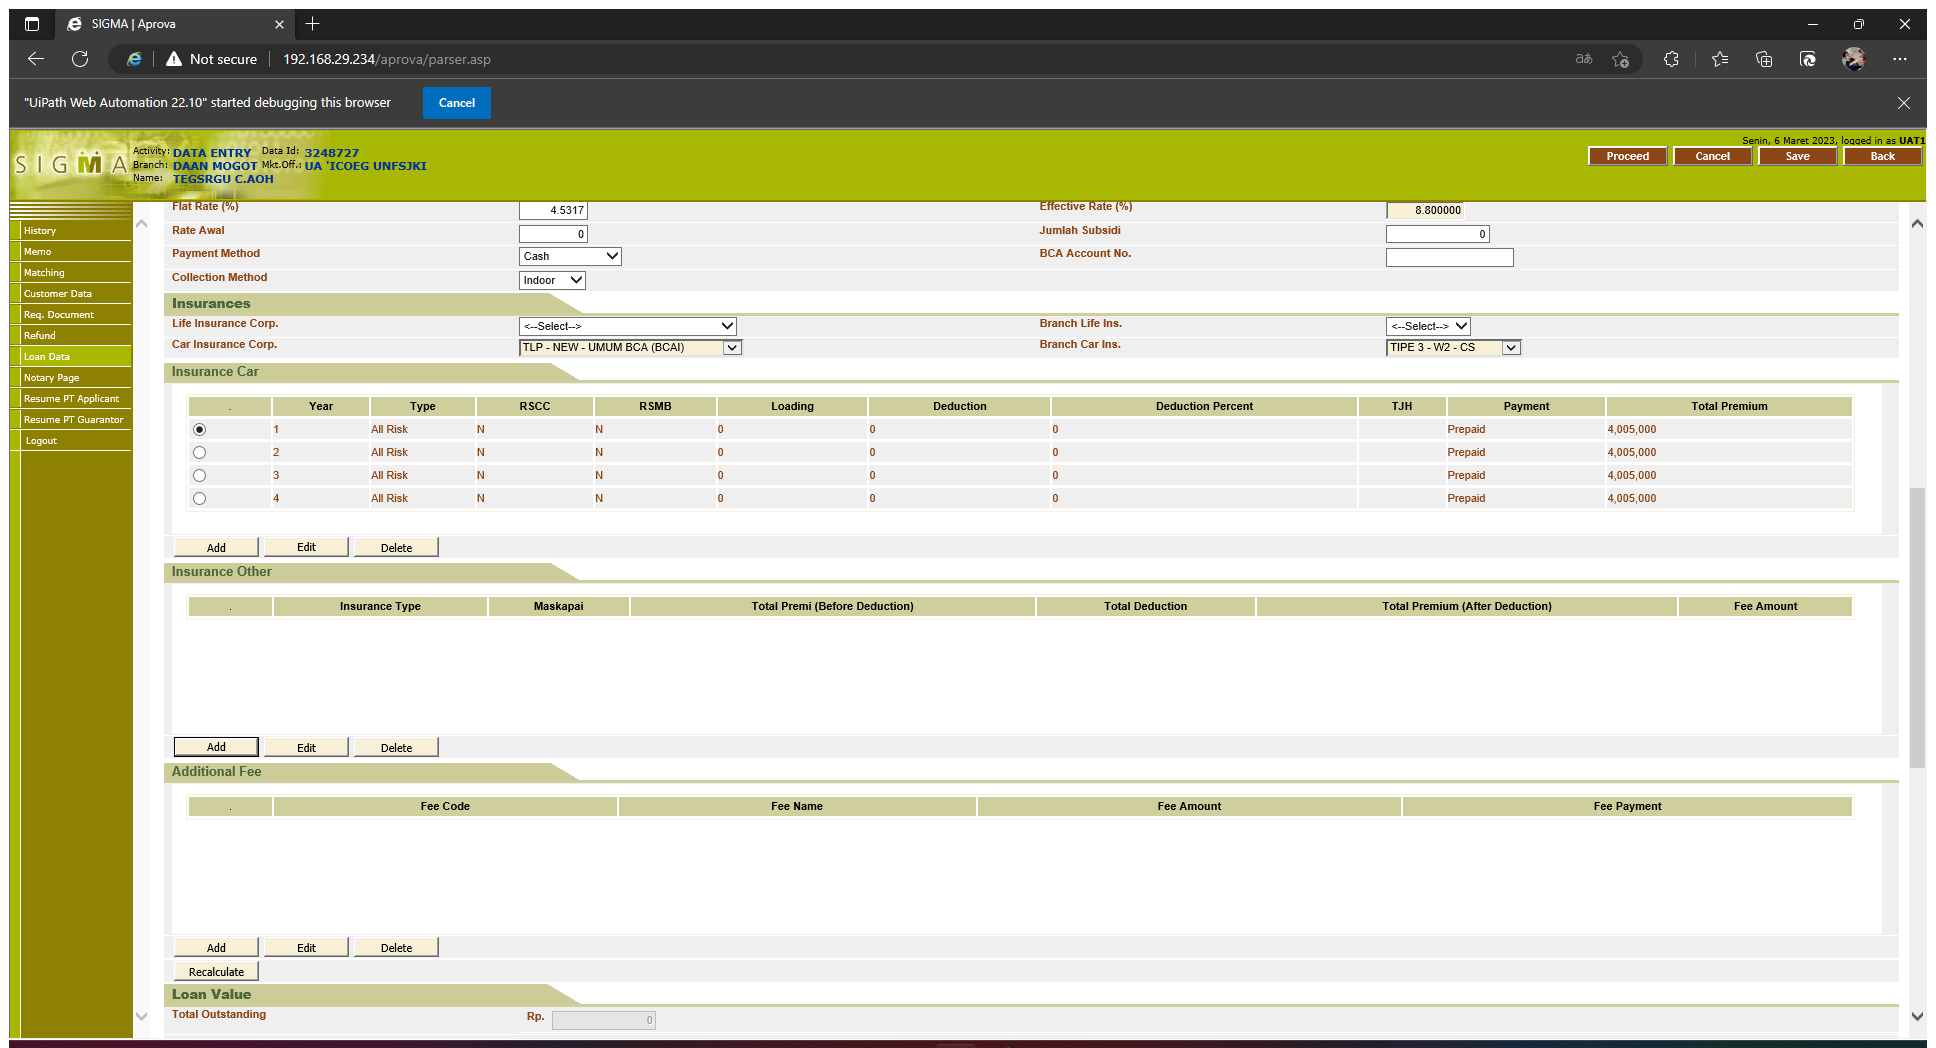 SIGMA | Aprova
Not secure 192.168.29.234/aprova/parser.asp
"UiPath Web Automation 22.10" started debugging this browser Cancel
Senin, 6 Maret 2023, logged in as UAT1
SIGMA
Activity: DATA ENTRY Data Id: 3248727
Branch: DAAN MOGOT Mkt.Off.: UA 'ICOEG UNFSJKI
Name: TEGSRGU C.AOH
Proceed Cancel Save Back
History
Memo
Matching
Customer Data
Req. Document
Refund
Loan Data
Notary Page
Resume PT Applicant
Resume PT Guarantor
Logout
Flat Rate (%) 4.5317 Effective Rate (%) 8.800000
Rate Awal 0 Jumlah Subsidi 0
Payment Method Cash BCA Account No.
Collection Method Indoor
Insurances
Life Insurance Corp. <--Select--> Branch Life Ins. <--Select-->
Car Insurance Corp. TLP - NEW - UMUM BCA (BCAI) Branch Car Ins. TIPE 3 - W2 - CS
Insurance Car
. Year Type RSCC RSMB Loading Deduction Deduction Percent TJH Payment Total Premium
1 All Risk N N 0 0 0 Prepaid 4,005,000
2 All Risk N N 0 0 0 Prepaid 4,005,000
3 All Risk N N 0 0 0 Prepaid 4,005,000
4 All Risk N N 0 0 0 Prepaid 4,005,000
Add Edit Delete
Insurance Other
. Insurance Type Maskapai Total Premi (Before Deduction) Total Deduction Total Premium (After Deduction) Fee Amount
Add Edit Delete
Additional Fee
. Fee Code Fee Name Fee Amount Fee Payment
Add Edit Delete
Recalculate
Loan Value
Total Outstanding Rp. 0